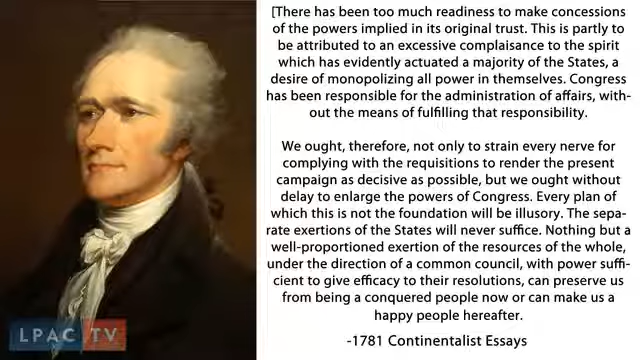 [There has been too much readiness to make concessions
of the powers implied in its original trust. This is partly to
be attributed to an excessive complaisance to the spirit
which has evidently actuated a majority of the States, a
desire of monopolizing all power in themselves. Congress
has been responsible for the administration of affairs, with-
out the means of fulfilling that responsibility.
We ought, therefore, not only to strain every nerve for
complying with the requisitions to render the present
campaign as decisive as possible, but we ought without
delay to enlarge the powers of Congress. Every plan of
which this is not the foundation will be illusory. The sepa-
rate exertions of the States will never suffice. Nothing but a
well-proportioned exertion of the resources of the whole,
under the direction of a common council, with power suffi-
cient to give efficacy to their resolutions, can preserve us
from being a conquered people now or can make us a
happy people hereafter.
-1781 Continentalist Essays
LPAC TV